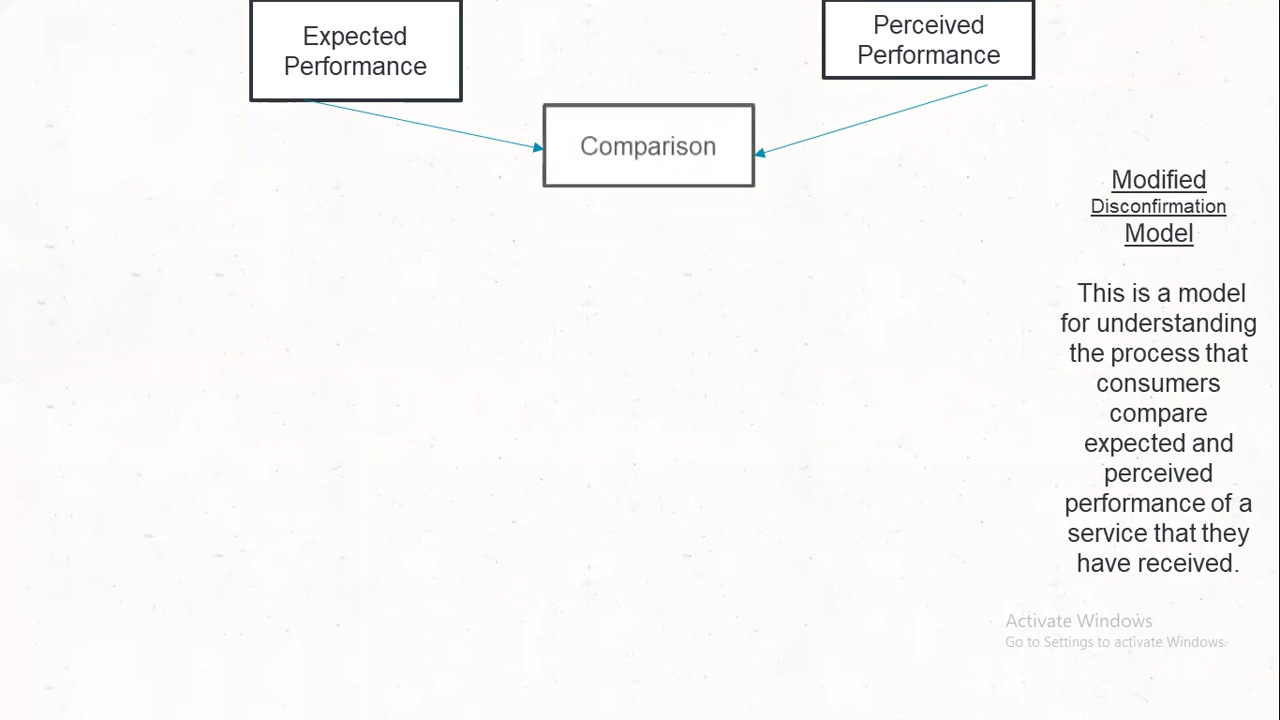 Expected
Performance
Perceived
Performance
Comparison
Modified
Disconfirmation
Model
This is a model
for understanding
the process that
consumers
compare
expected and
perceived
performance of a
service that they
have received.
Activate Windows
Go to Settings to activate Windows.